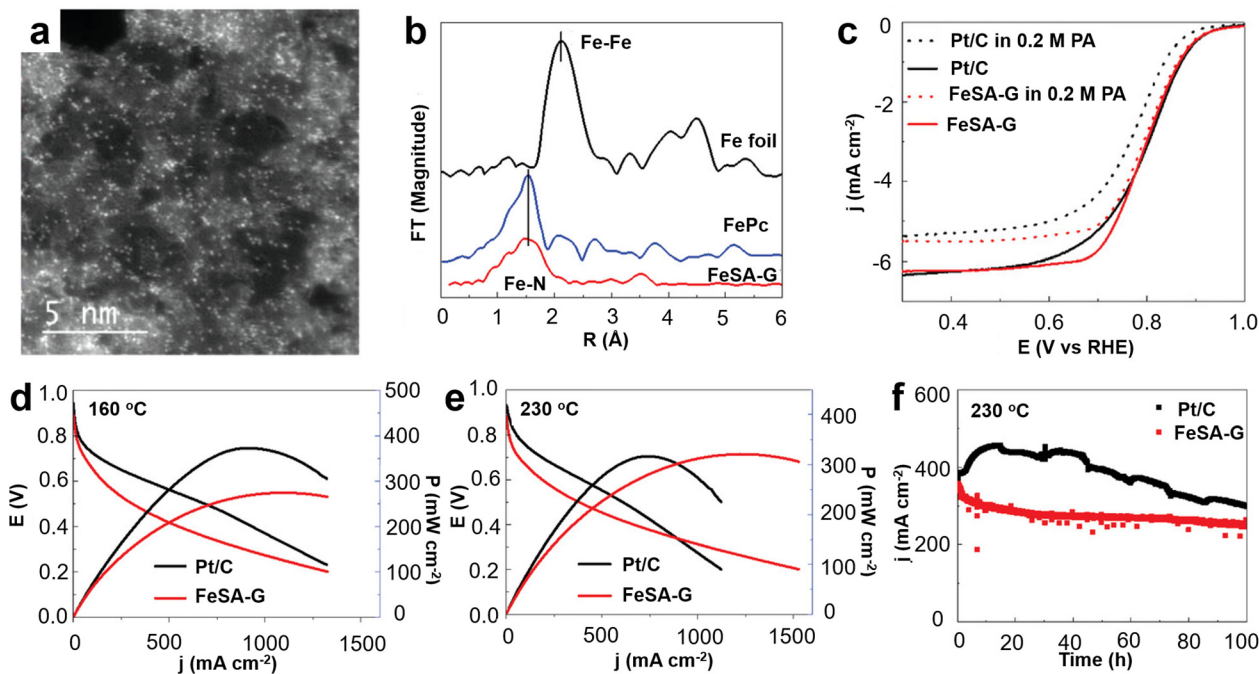 a
5 nm
b
Fe-Fe
Fe foil
FePc
FeSA-G
Fe-N
FT (Magnitude)
0 1 2 3 4 5 6
R (Å)
c
Pt/C in 0.2 M PA
Pt/C
FeSA-G in 0.2 M PA
FeSA-G
0
-2
-4
-6
j (mA cm-2)
0.4 0.6 0.8 1.0
E (V vs RHE)
d
160 oC
1.0
0.8
0.6
0.4
0.2
0.0
E (V)
500
400
300
200
100
0
P (mW cm-2)
Pt/C
FeSA-G
0 500 1000 1500
j (mA cm-2)
e
230 oC
1.0
0.8
0.6
0.4
0.2
0.0
E (V)
400
300
200
100
0
P (mW cm-2)
Pt/C
FeSA-G
0 500 1000 1500
j (mA cm-2)
f
230 oC
Pt/C
FeSA-G
600
400
200
0
j (mA cm-2)
0 20 40 60 80 100
Time (h)